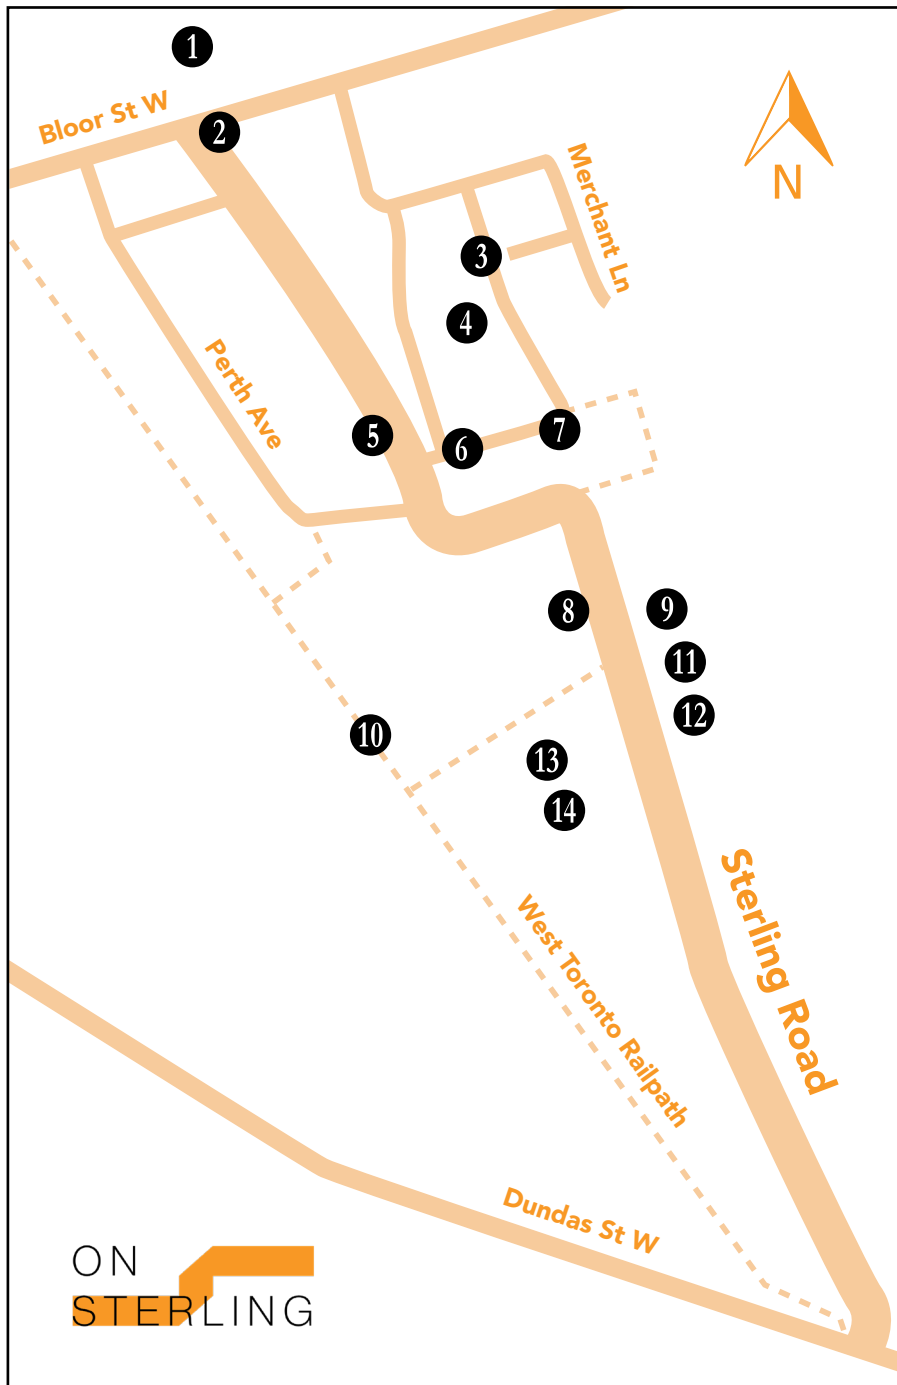 1
Bloor St W
2
N
Merchant Ln
3
4
Perth Ave
5
6
7
8
9
11
12
10
13
14
Sterling Road
West Toronto Railpath
Dundas St W
ON
STERLING